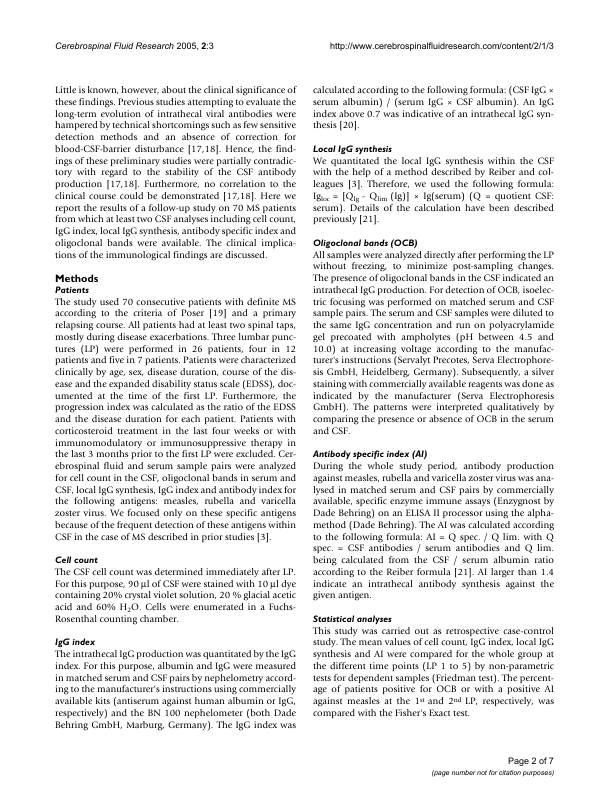 Cerebrospinal Fluid Research 2005, 2:3
http://www.cerebrospinalfluidresearch.com/content/2/1/3
Little is known, however, about the clinical significance of
these findings. Previous studies attempting to evaluate the
long-term evolution of intrathecal viral antibodies were
hampered by technical shortcomings such as few sensitive
detection methods and an absence of correction for
blood-CSF-barrier disturbance [17,18]. Hence, the find-
ings of these preliminary studies were partially contradic-
tory with regard to the stability of the CSF antibody
production [17,18]. Furthermore, no correlation to the
clinical course could be demonstrated [17,18]. Here we
report the results of a follow-up study on 70 MS patients
from which at least two CSF analyses including cell count,
IgG index, local IgG synthesis, antibody specific index and
oligoclonal bands were available. The clinical implica-
tions of the immunological findings are discussed.
Methods
Patients
The study used 70 consecutive patients with definite MS
according to the criteria of Poser [19] and a primary
relapsing course. All patients had at least two spinal taps,
mostly during disease exacerbations. Three lumbar punc-
tures (LP) were performed in 26 patients, four in 12
patients and five in 7 patients. Patients were characterized
clinically by age, sex, disease duration, course of the dis-
ease and the expanded disability status scale (EDSS), doc-
umented at the time of the first LP. Furthermore, the
progression index was calculated as the ratio of the EDSS
and the disease duration for each patient. Patients with
corticosteroid treatment in the last four weeks or with
immunomodulatory or immunosuppressive therapy in
the last 3 months prior to the first LP were excluded. Cer-
ebrospinal fluid and serum sample pairs were analyzed
for cell count in the CSF, oligoclonal bands in serum and
CSF, local IgG synthesis, IgG index and antibody index for
the following antigens: measles, rubella and varicella
zoster virus. We focused only on these specific antigens
because of the frequent detection of these antigens within
CSF in the case of MS described in prior studies [3].
Cell count
The CSF cell count was determined immediately after LP.
For this purpose, 90 µl of CSF were stained with 10 µl dye
containing 20% crystal violet solution, 20 % glacial acetic
acid and 60% H2O. Cells were enumerated in a Fuchs-
Rosenthal counting chamber.
IgG index
The intrathecal IgG production was quantitated by the IgG
index. For this purpose, albumin and IgG were measured
in matched serum and CSF pairs by nephelometry accord-
ing to the manufacturer's instructions using commercially
available kits (antiserum against human albumin or IgG,
respectively) and the BN 100 nephelometer (both Dade
Behring GmbH, Marburg, Germany). The IgG index was
calculated according to the following formula: (CSF IgG ×
serum albumin) / (serum IgG × CSF albumin). An IgG
index above 0.7 was indicative of an intrathecal IgG syn-
thesis [20].
Local IgG synthesis
We quantitated the local IgG synthesis within the CSF
with the help of a method described by Reiber and col-
leagues [3]. Therefore, we used the following formula:
Igloc = [QIg - Qlim (Ig)] × Ig(serum) (Q = quotient CSF:
serum). Details of the calculation have been described
previously [21].
Oligoclonal bands (OCB)
All samples were analyzed directly after performing the LP
without freezing, to minimize post-sampling changes.
The presence of oligoclonal bands in the CSF indicated an
intrathecal IgG production. For detection of OCB, isoelec-
tric focusing was performed on matched serum and CSF
sample pairs. The serum and CSF samples were diluted to
the same IgG concentration and run on polyacrylamide
gel precoated with ampholytes (pH between 4.5 and
10.0) at increasing voltage according to the manufac-
turer's instructions (Servalyt Precotes, Serva Electrophore-
sis GmbH, Heidelberg, Germany). Subsequently, a silver
staining with commercially available reagents was done as
indicated by the manufacturer (Serva Electrophoresis
GmbH). The patterns were interpreted qualitatively by
comparing the presence or absence of OCB in the serum
and CSF.
Antibody specific index (AI)
During the whole study period, antibody production
against measles, rubella and varicella zoster virus was ana-
lysed in matched serum and CSF pairs by commercially
available, specific enzyme immune assays (Enzygnost by
Dade Behring) on an ELISA II processor using the alpha-
method (Dade Behring). The AI was calculated according
to the following formula: AI = Q spec. / Q lim. with Q
spec. = CSF antibodies / serum antibodies and Q lim.
being calculated from the CSF / serum albumin ratio
according to the Reiber formula [21]. AI larger than 1.4
indicate an intrathecal antibody synthesis against the
given antigen.
Statistical analyses
This study was carried out as retrospective case-control
study. The mean values of cell count, IgG index, local IgG
synthesis and AI were compared for the whole group at
the different time points (LP 1 to 5) by non-parametric
tests for dependent samples (Friedman test). The percent-
age of patients positive for OCB or with a positive AI
against measles at the 1st and 2nd LP, respectively, was
compared with the Fisher's Exact test.
Page 2 of 7
(page number not for citation purposes)